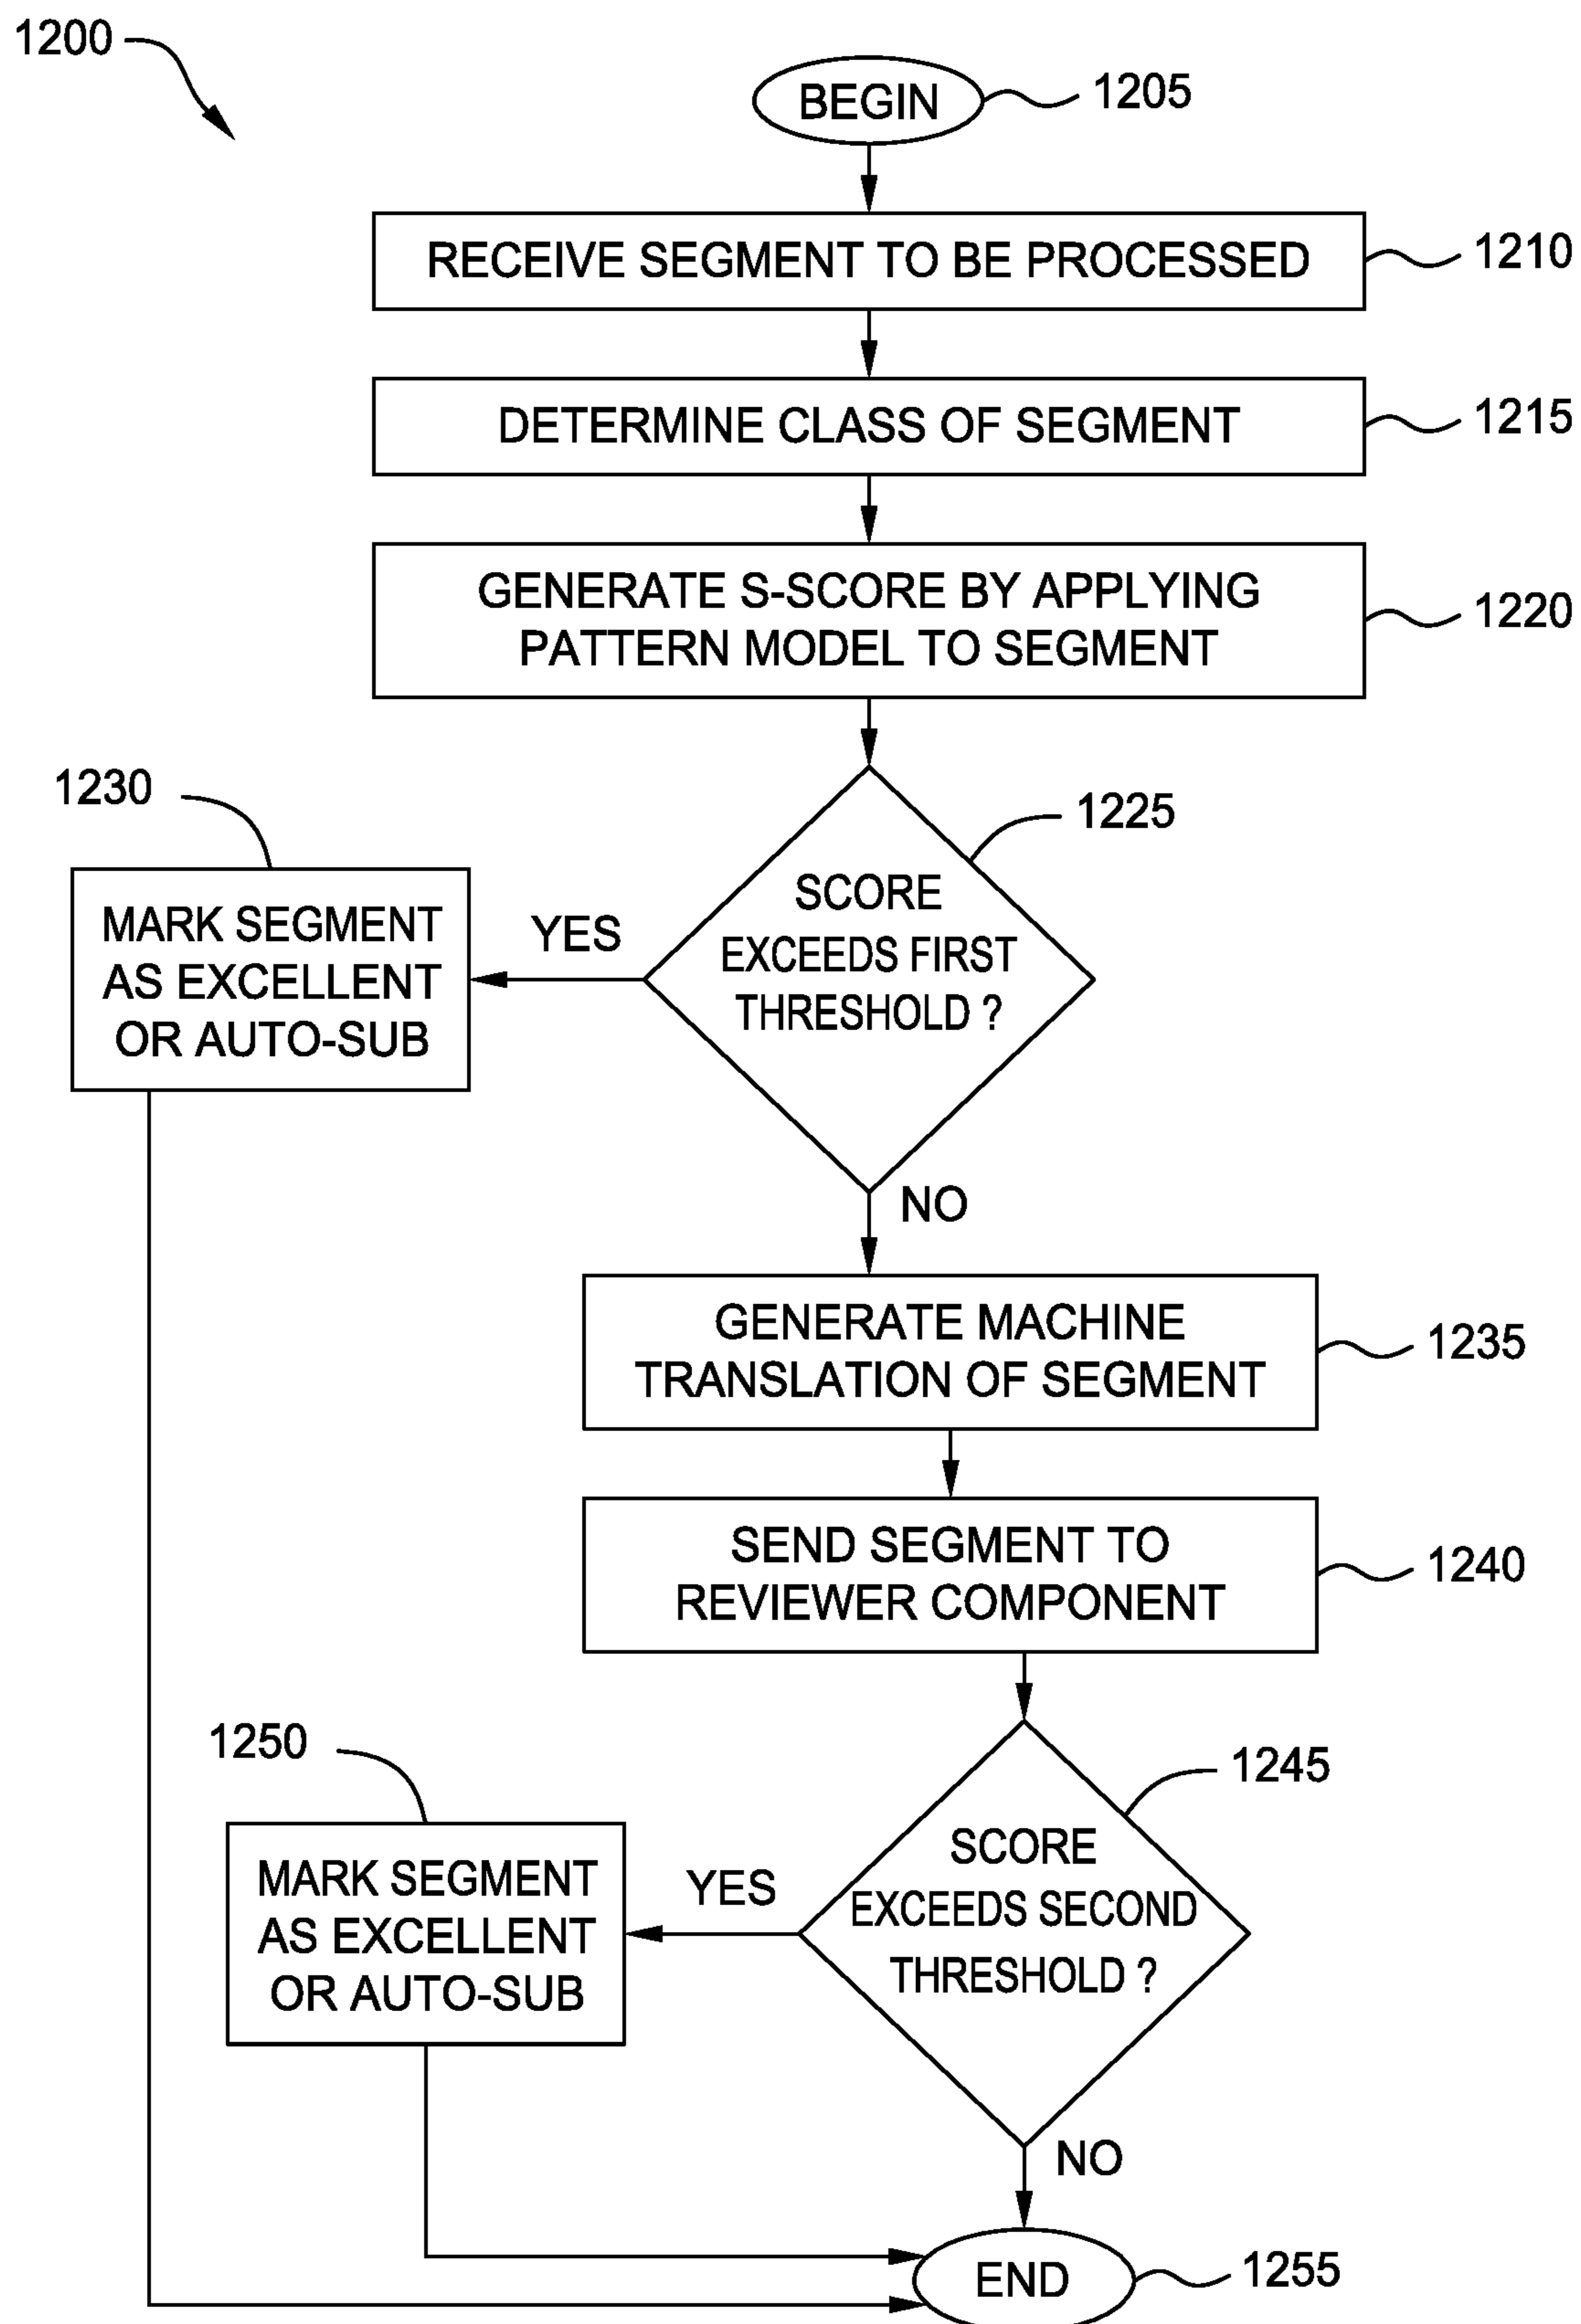 1200
BEGIN
1205
RECEIVE SEGMENT TO BE PROCESSED
1210
DETERMINE CLASS OF SEGMENT
1215
GENERATE S-SCORE BY APPLYING
PATTERN MODEL TO SEGMENT
1220
1230
1225
MARK SEGMENT
AS EXCELLENT
OR AUTO-SUB
YES
SCORE
EXCEEDS FIRST
THRESHOLD ?
NO
GENERATE MACHINE
TRANSLATION OF SEGMENT
1235
SEND SEGMENT TO
REVIEWER COMPONENT
1240
1250
1245
MARK SEGMENT
AS EXCELLENT
OR AUTO-SUB
YES
SCORE
EXCEEDS SECOND
THRESHOLD ?
NO
END
1255